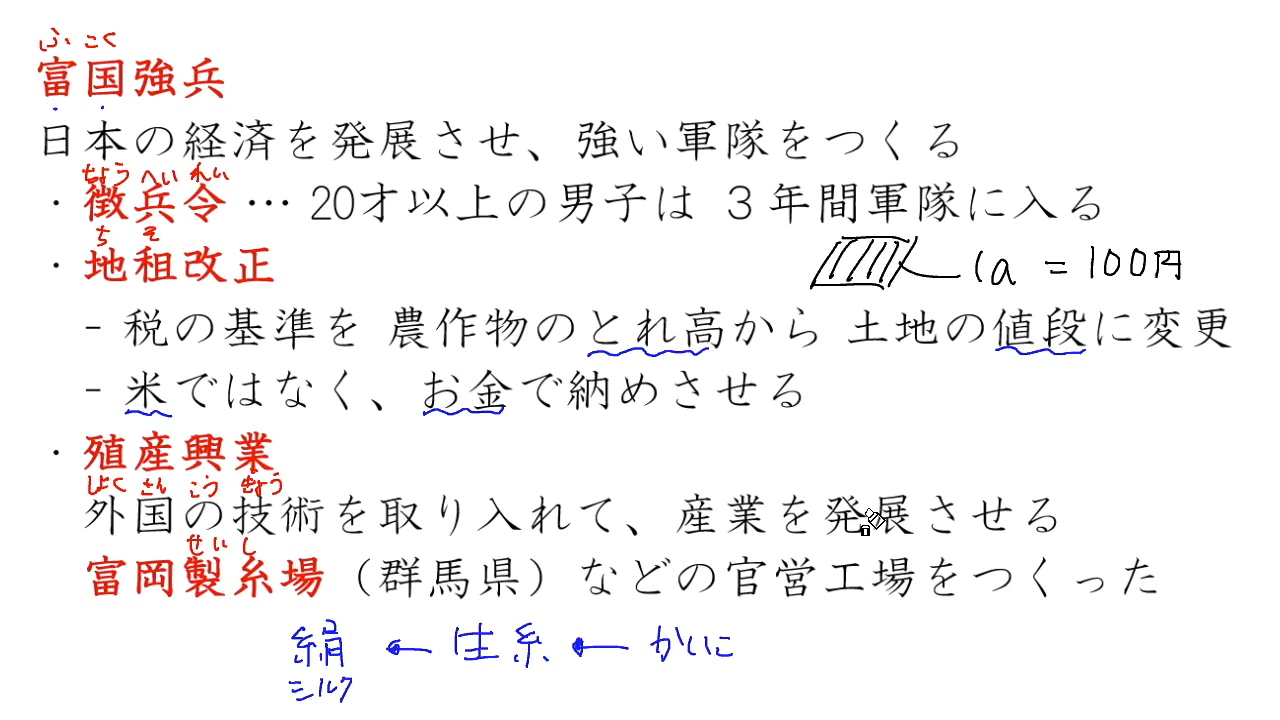 ふ こく
富国強兵
日本の経済を発展させ、強い軍隊をつくる
ちょう へい れい
・徴兵令 … 20才以上の男子は ３年間軍隊に入る
ち そ
・地租改正
1a = 100円
- 税の基準を 農作物のとれ高から 土地の値段に変更
- 米ではなく、お金で納めさせる
・殖産興業
しょく さん こう ぎょう
外国の技術を取り入れて、産業を発展させる
せい し
富岡製糸場（群馬県）などの官営工場をつくった
絹 ← 生糸 ← かいこ
シルク